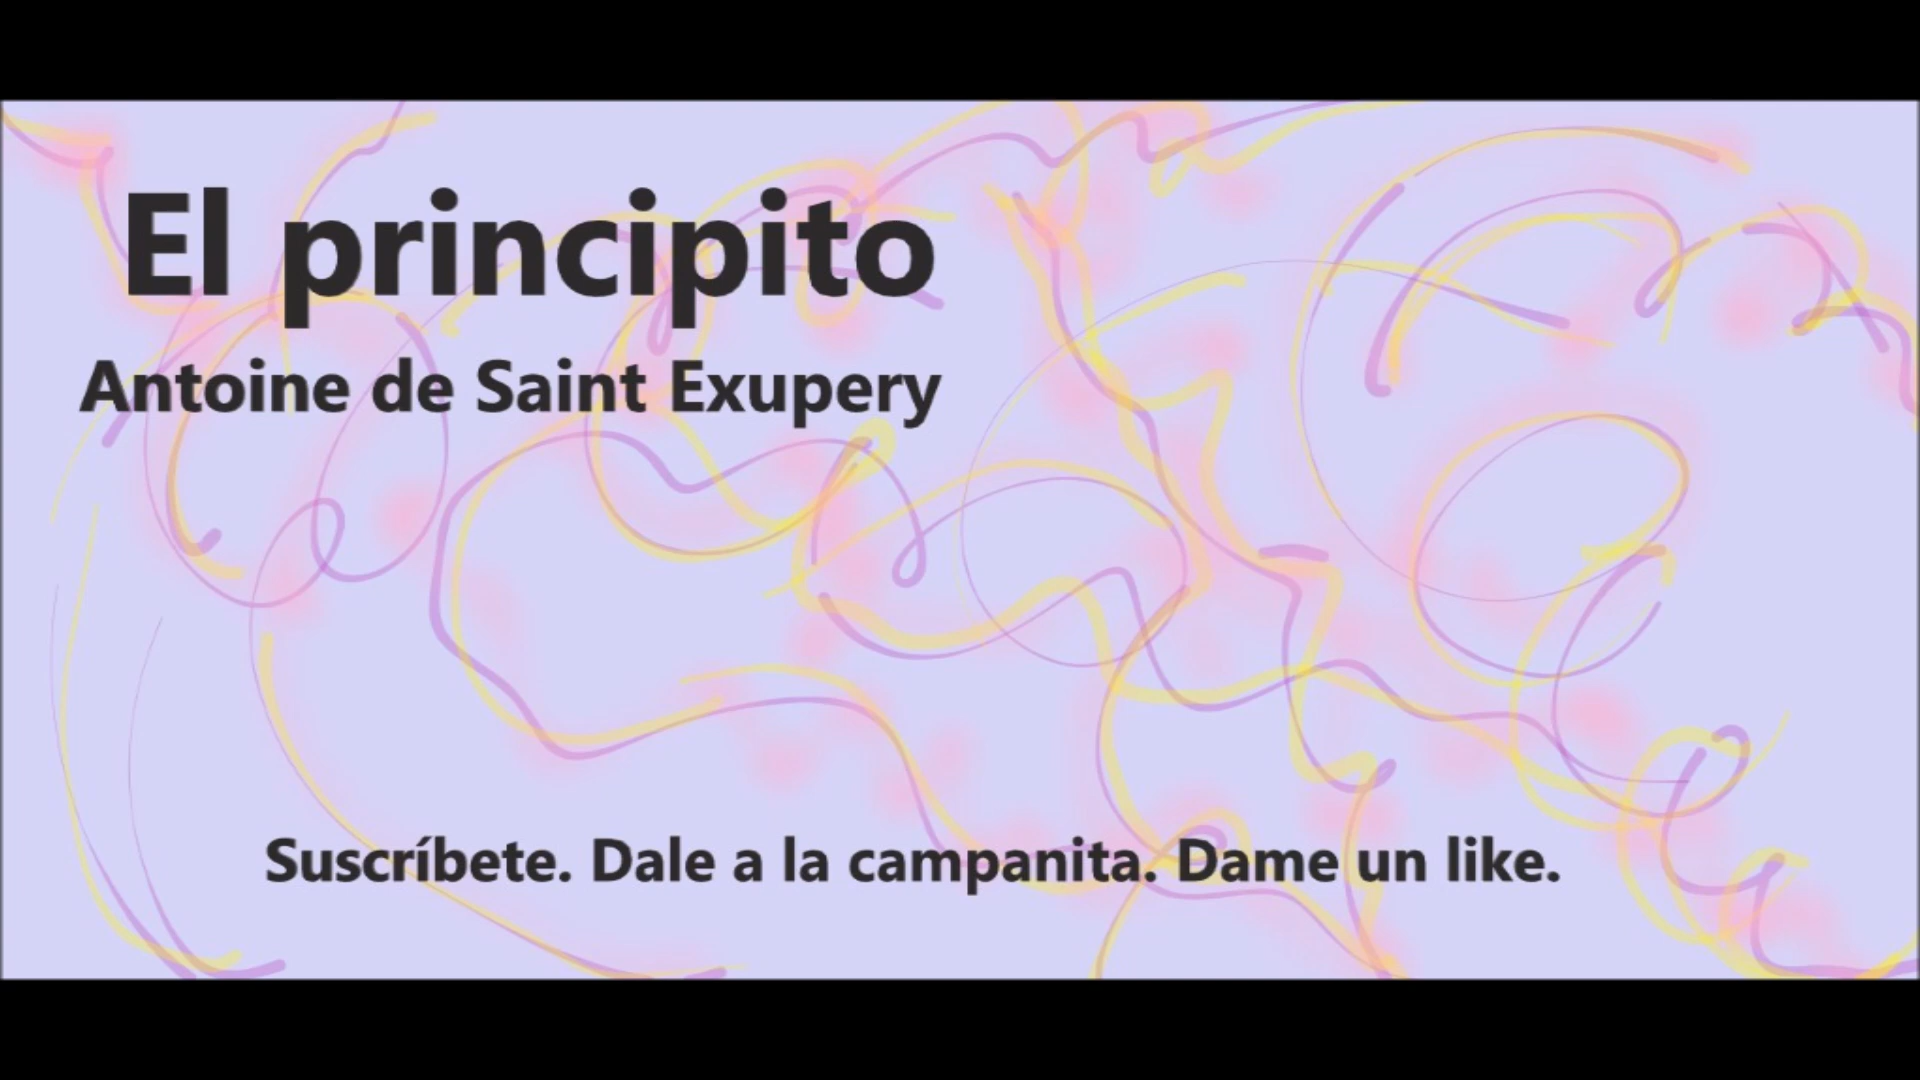 El principito
Antoine de Saint Exupery
Suscríbete. Dale a la campanita. Dame un like.